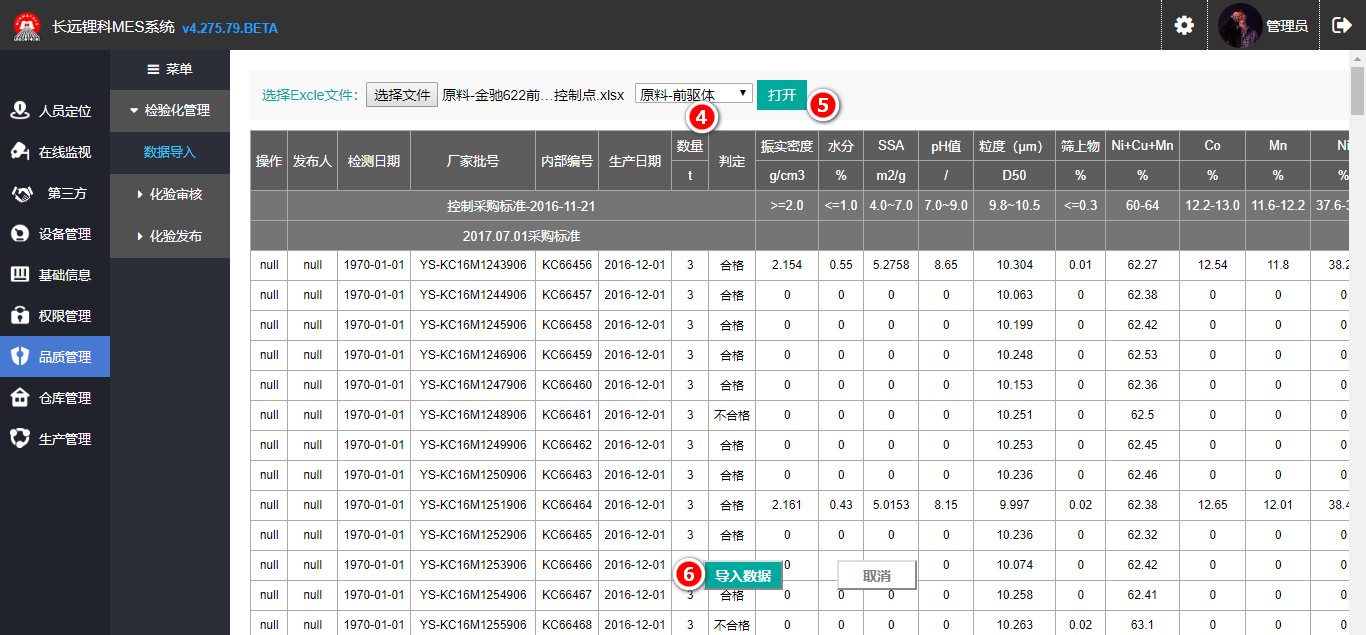 长远锂科MES系统 v4.275.79.BETA 管理员
人员定位
在线监视
第三方
设备管理
基础信息
权限管理
品质管理
仓库管理
生产管理
菜单
检验化管理
数据导入
化验审核
化验发布
选择Excle文件: 选择文件 原料-金驰622前…控制点.xlsx 原料-前驱体 打开
4 5
操作 发布人 检测日期 厂家批号 内部编号 生产日期 数量 判定 振实密度 水分 SSA pH值 粒度（μm） 筛上物 Ni+Cu+Mn Co Mn Ni
t g/cm3 % m2/g / D50 % % % % %
控制采购标准-2016-11-21 >=2.0 <=1.0 4.0~7.0 7.0~9.0 9.8~10.5 <=0.3 60-64 12.2-13.0 11.6-12.2 37.6-
2017.07.01采购标准
null null 1970-01-01 YS-KC16M1243906 KC66456 2016-12-01 3 合格 2.154 0.55 5.2758 8.65 10.304 0.01 62.27 12.54 11.8 38.2
null null 1970-01-01 YS-KC16M1244906 KC66457 2016-12-01 3 合格 0 0 0 0 10.063 0 62.38 0 0 0
null null 1970-01-01 YS-KC16M1245906 KC66458 2016-12-01 3 合格 0 0 0 0 10.199 0 62.42 0 0 0
null null 1970-01-01 YS-KC16M1246906 KC66459 2016-12-01 3 合格 0 0 0 0 10.248 0 62.53 0 0 0
null null 1970-01-01 YS-KC16M1247906 KC66460 2016-12-01 3 合格 0 0 0 0 10.153 0 62.36 0 0 0
null null 1970-01-01 YS-KC16M1248906 KC66461 2016-12-01 3 不合格 0 0 0 0 10.251 0 62.5 0 0 0
null null 1970-01-01 YS-KC16M1249906 KC66462 2016-12-01 3 合格 0 0 0 0 10.253 0 62.45 0 0 0
null null 1970-01-01 YS-KC16M1250906 KC66463 2016-12-01 3 合格 0 0 0 0 10.236 0 62.46 0 0 0
null null 1970-01-01 YS-KC16M1251906 KC66464 2016-12-01 3 合格 2.161 0.43 5.0153 8.15 9.997 0.02 62.38 12.65 12.01 38.4
null null 1970-01-01 YS-KC16M1252906 KC66465 2016-12-01 3 合格 0 0 0 0 10.236 0 62.32 0 0 0
null null 1970-01-01 YS-KC16M1253906 KC66466 2016-12-01 0 0 10.074 0 62.42 0 0 0
6 导入数据 取消
null null 1970-01-01 YS-KC16M1254906 KC66467 2016-12-01 3 合格 0 0 0 0 10.258 0 62.41 0 0 0
null null 1970-01-01 YS-KC16M1255906 KC66468 2016-12-01 3 不合格 0 0 0 0 10.263 0.02 63.1 0 0 0